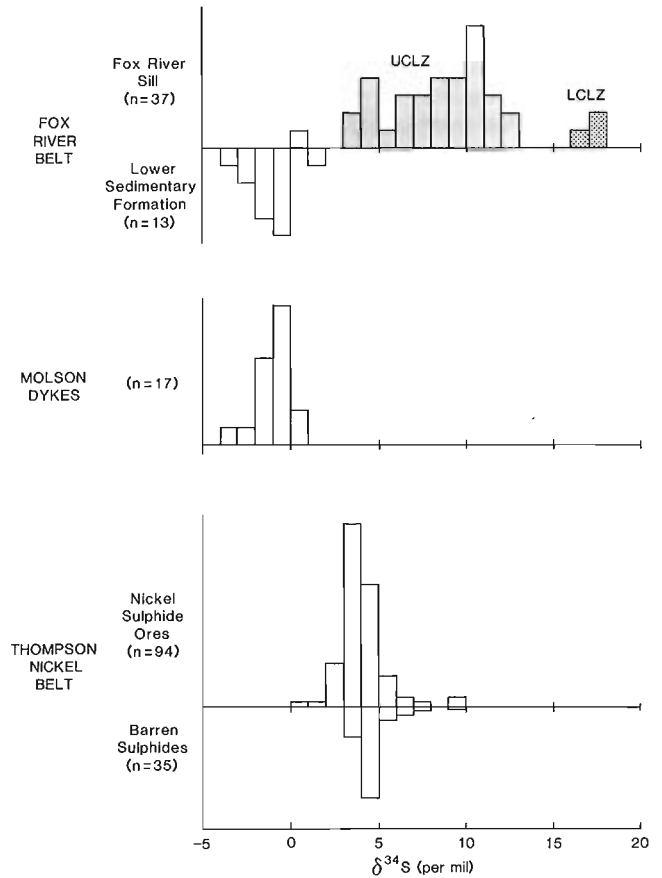 UCLZ
LCLZ
Fox River
Sill
(n=37)
FOX
RIVER
BELT
Lower
Sedimentary
Formation
(n=13)
MOLSON
DYKES
(n=17)
Nickel
Sulphide
Ores
(n=94)
THOMPSON
NICKEL
BELT
Barren
Sulphides
(n=35)
-5 0 5 10 15 20
δ³⁴S (per mil)